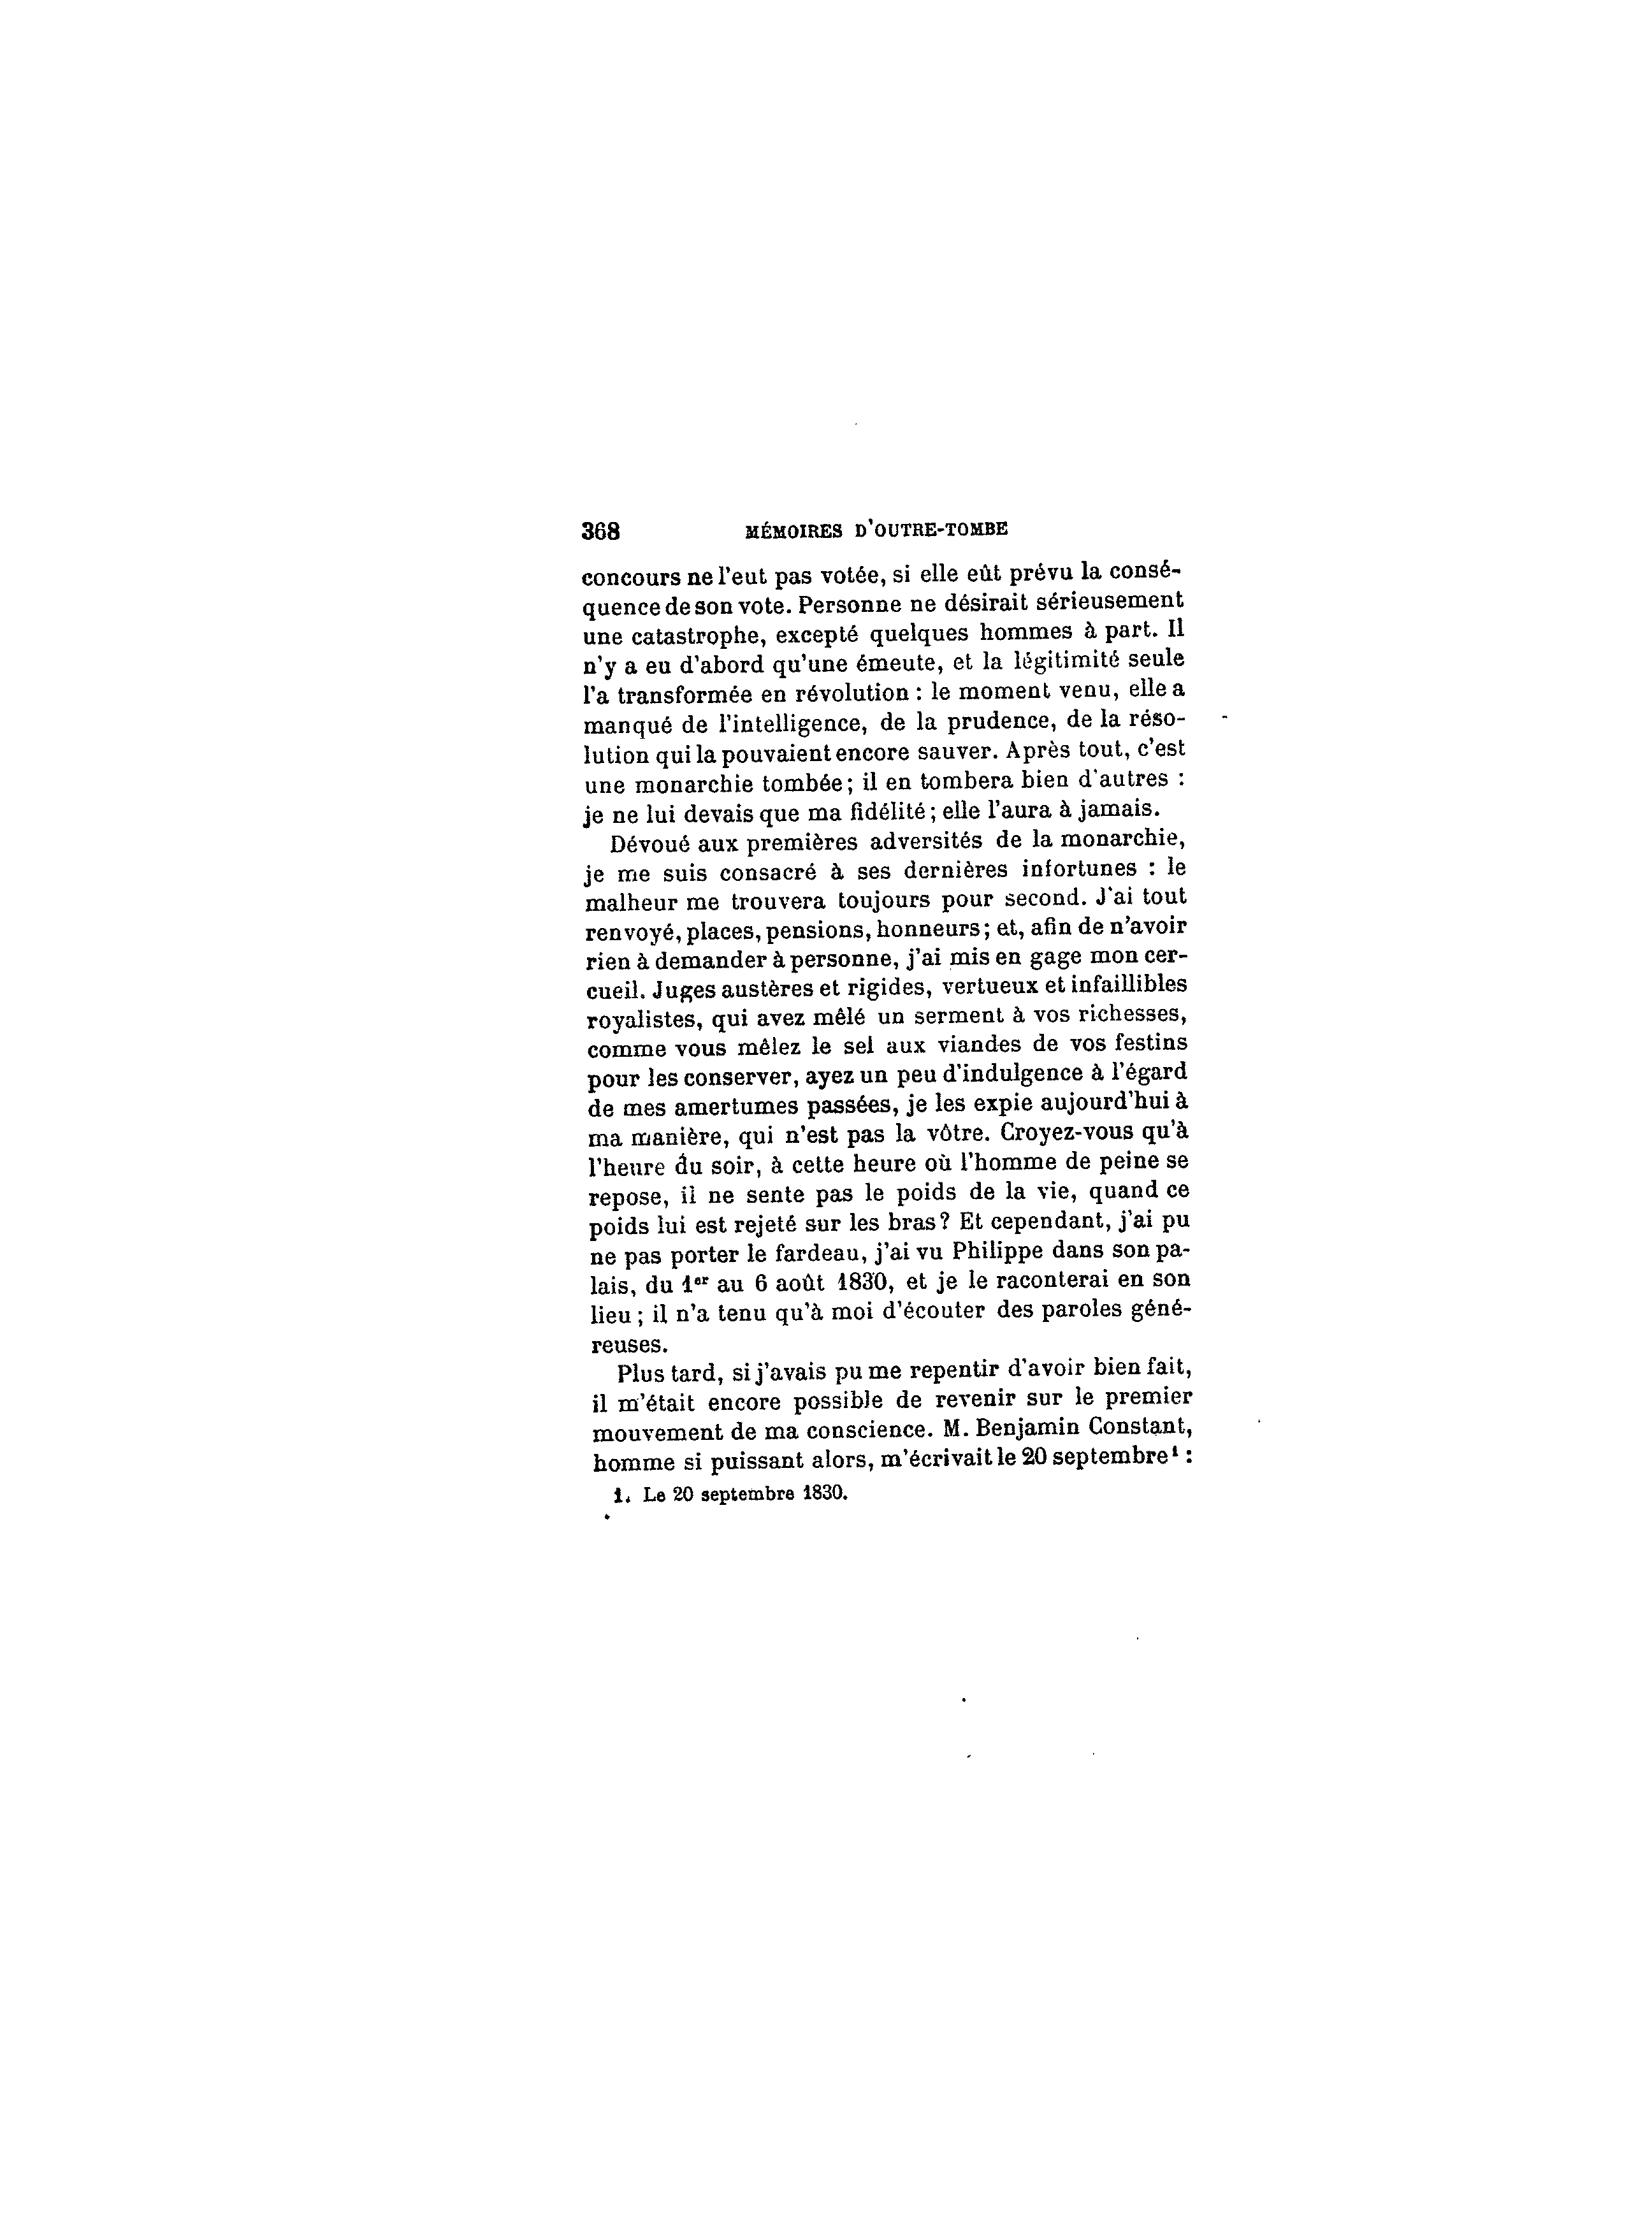 368 MÉMOIRES D'OUTRE-TOMBE
concours ne l'eut pas votée, si elle eût prévu la consé-
quence de son vote. Personne ne désirait sérieusement
une catastrophe, excepté quelques hommes à part. Il
n'y a eu d'abord qu'une émeute, et la légitimité seule
l'a transformée en révolution : le moment venu, elle a
manqué de l'intelligence, de la prudence, de la réso-
lution qui la pouvaient encore sauver. Après tout, c'est
une monarchie tombée ; il en tombera bien d'autres :
je ne lui devais que ma fidélité ; elle l'aura à jamais.
Dévoué aux premières adversités de la monarchie,
je me suis consacré à ses dernières infortunes : le
malheur me trouvera toujours pour second. J'ai tout
renvoyé, places, pensions, honneurs ; et, afin de n'avoir
rien à demander à personne, j'ai mis en gage mon cer-
cueil. Juges austères et rigides, vertueux et infaillibles
royalistes, qui avez mêlé un serment à vos richesses,
comme vous mêlez le sel aux viandes de vos festins
pour les conserver, ayez un peu d'indulgence à l'égard
de mes amertumes passées, je les expie aujourd'hui à
ma manière, qui n'est pas la vôtre. Croyez-vous qu'à
l'heure du soir, à cette heure où l'homme de peine se
repose, il ne sente pas le poids de la vie, quand ce
poids lui est rejeté sur les bras ? Et cependant, j'ai pu
ne pas porter le fardeau, j'ai vu Philippe dans son pa-
lais, du 1er au 6 août 1830, et je le raconterai en son
lieu ; il n'a tenu qu'à moi d'écouter des paroles géné-
reuses.
Plus tard, si j'avais pu me repentir d'avoir bien fait,
il m'était encore possible de revenir sur le premier
mouvement de ma conscience. M. Benjamin Constant,
homme si puissant alors, m'écrivait le 20 septembre¹ :
1. Le 20 septembre 1830.